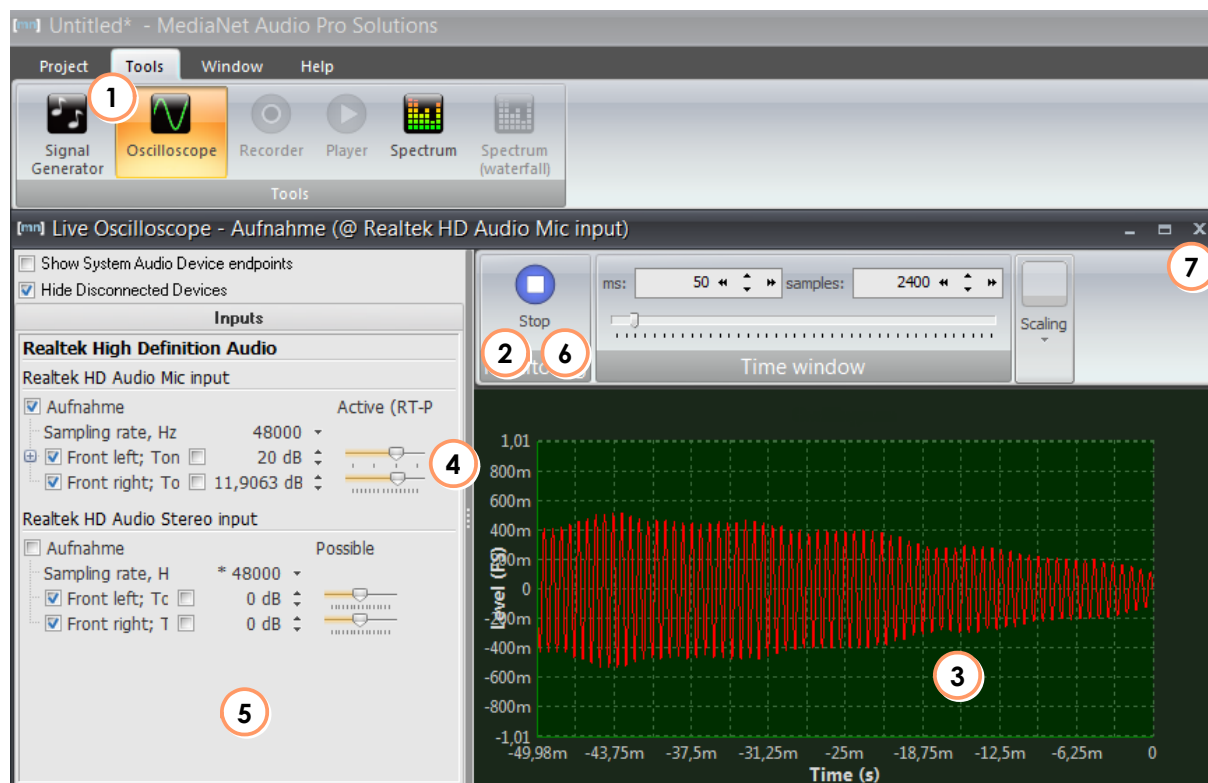 [mn] Untitled* - MediaNet Audio Pro Solutions
Project Tools Window Help
1
Signal Generator
Oscilloscope
Recorder
Player
Spectrum
Spectrum (waterfall)
Tools
[mn] Live Oscilloscope - Aufnahme (@ Realtek HD Audio Mic input)
7
Show System Audio Device endpoints
Hide Disconnected Devices
Inputs
Realtek High Definition Audio
Realtek HD Audio Mic input
Aufnahme Active (RT-P
Sampling rate, Hz 48000
Front left; Ton 20 dB
Front right; To 11,9063 dB
4
Realtek HD Audio Stereo input
Aufnahme Possible
Sampling rate, H * 48000
Front left; Tc 0 dB
Front right; T 0 dB
5
Stop
2 6
ms: 50 samples: 2400
Time window
Scaling
Level (FS)
1,01
800m
600m
400m
200m
0
-200m
-400m
-600m
-800m
-1,01
3
-49,98m -43,75m -37,5m -31,25m -25m -18,75m -12,5m -6,25m 0
Time (s)